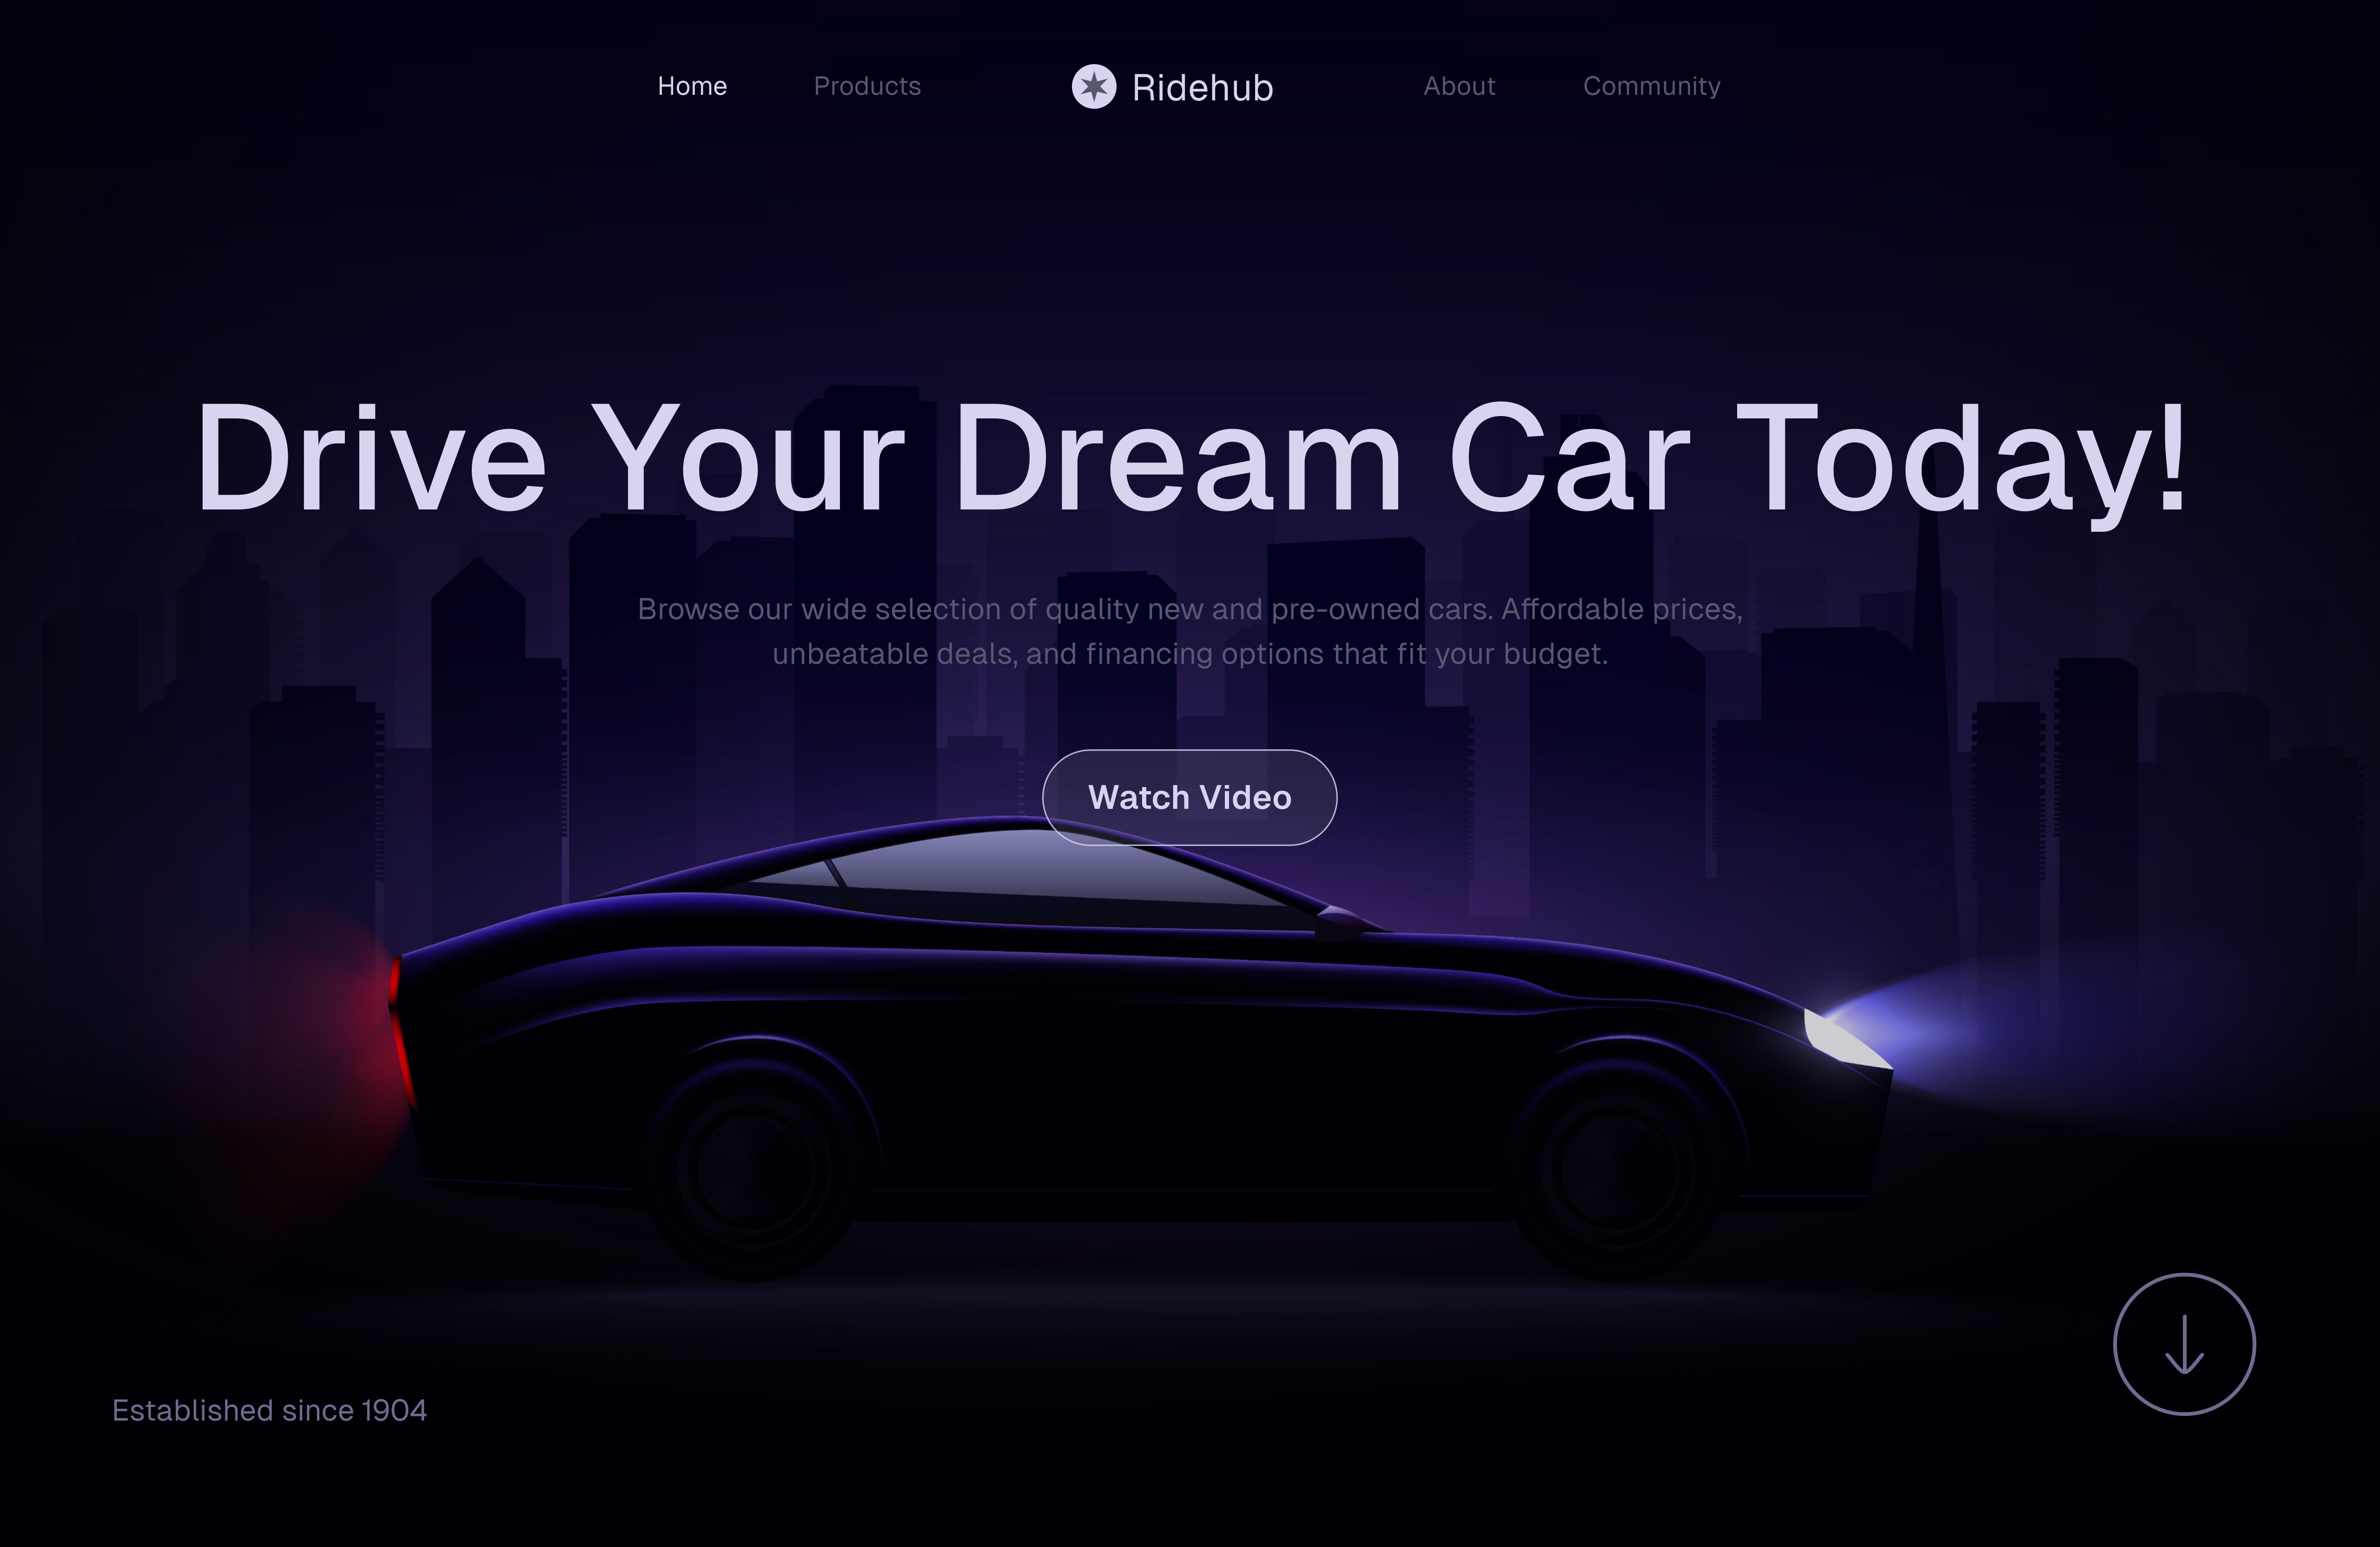 Home
Products
Ridehub
About
Community
Drive Your Dream Car Today!
Browse our wide selection of quality new and pre-owned cars. Affordable prices,
unbeatable deals, and financing options that fit your budget.
Watch Video
Established since 1904